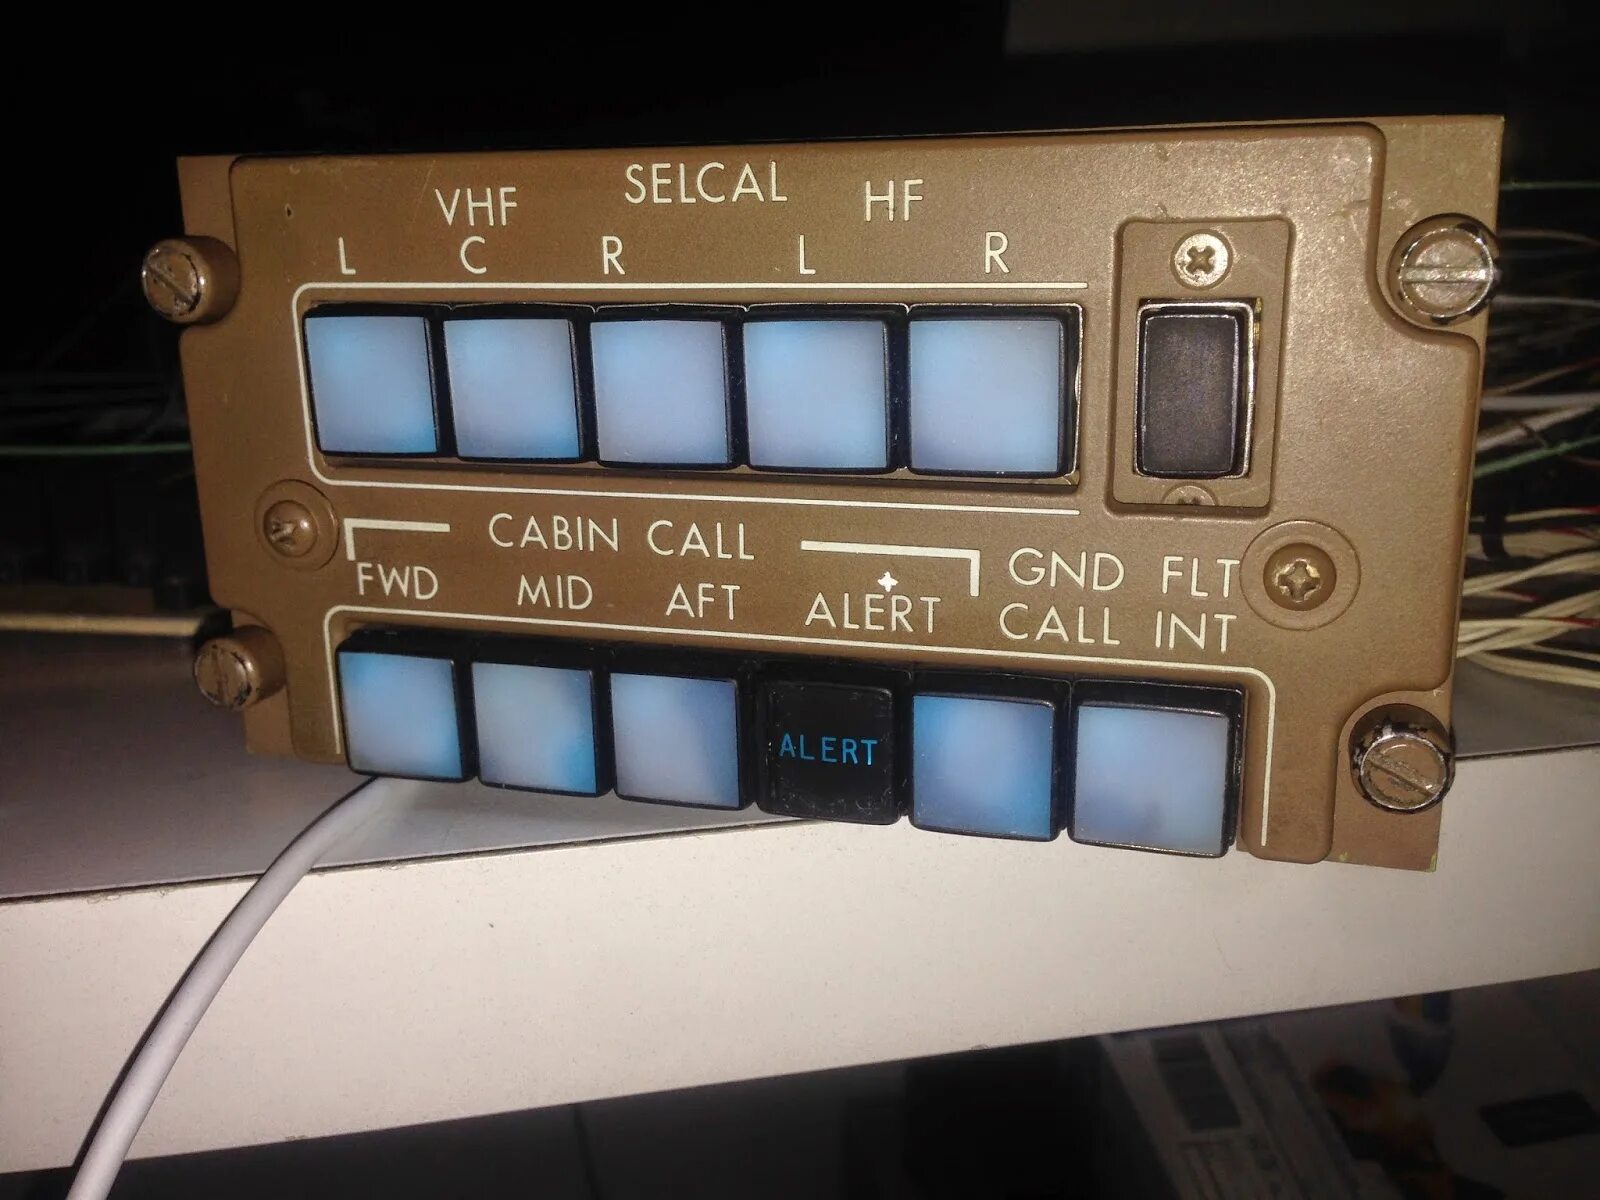 SELCAL
VHF HF
L C R L R
CABIN CALL
FWD MID AFT ALERT
GND CALL
FLT INT
ALERT